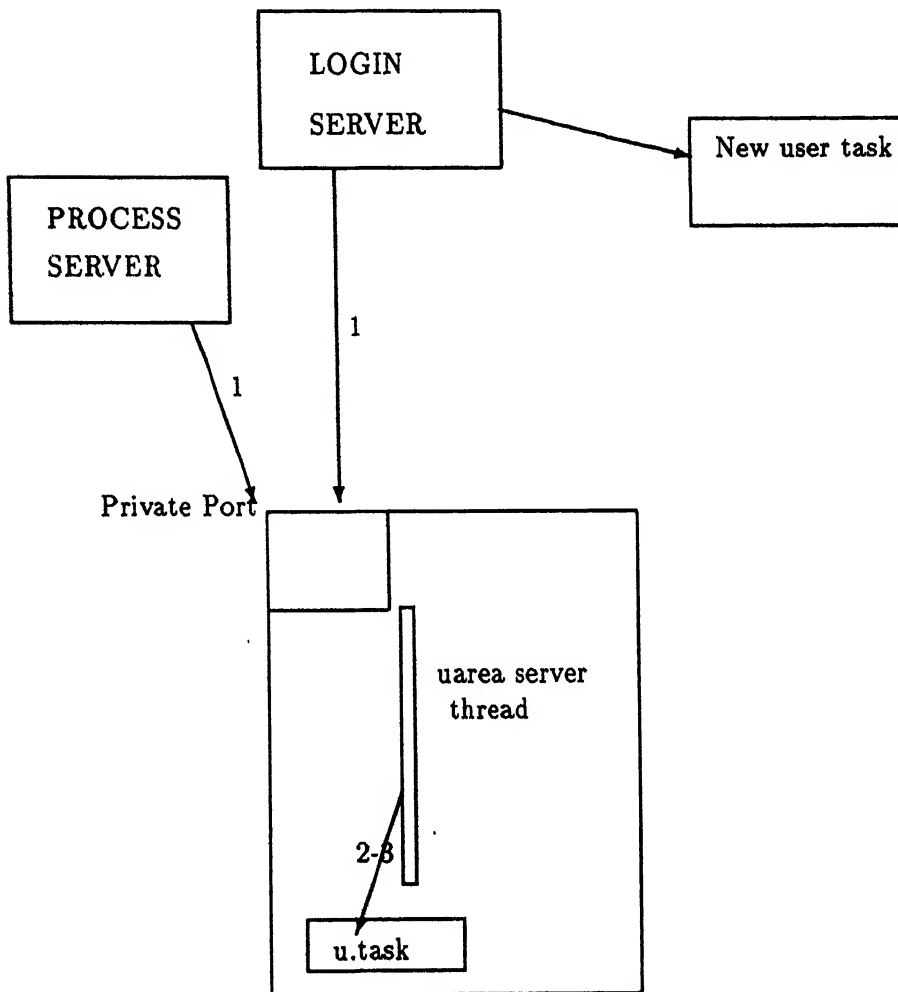 LOGIN
SERVER
New user task
PROCESS
SERVER
1
1
Private Port
uarea server
thread
2-3
u.task